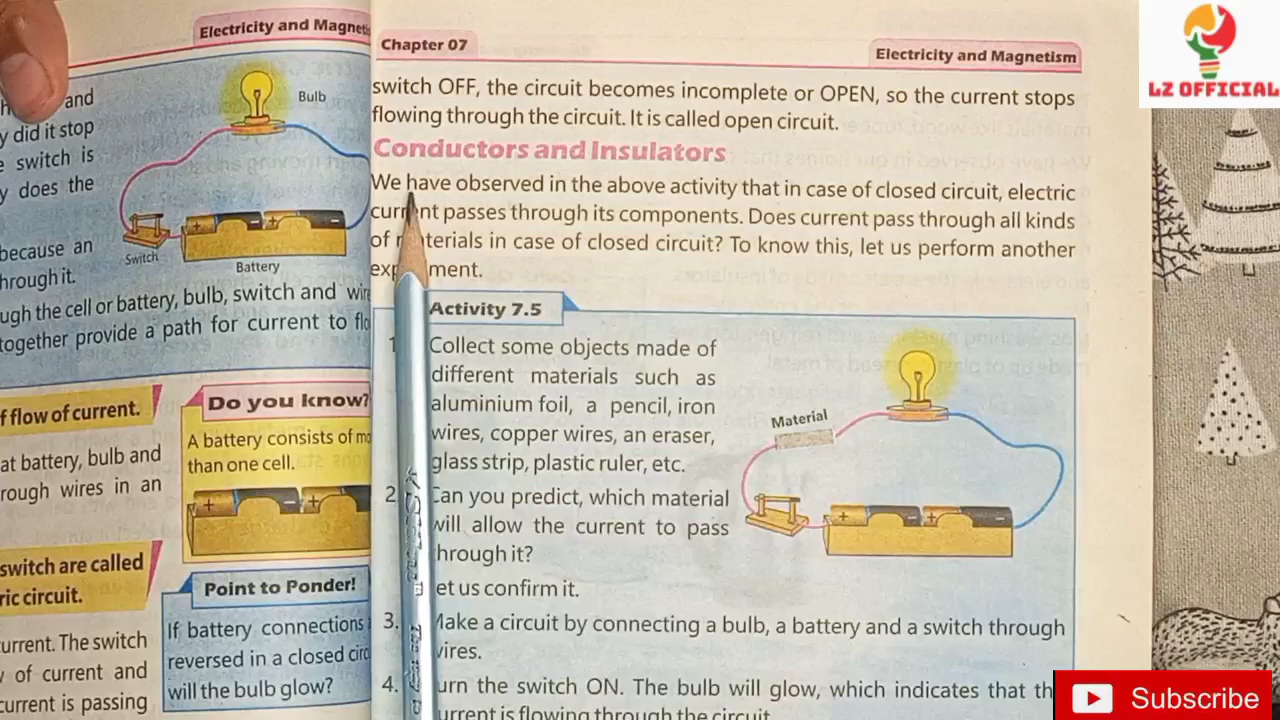 Electricity and Magnet
and
y did it stop
switch is
y does the
because an
hrough it.
Bulb
Switch
Battery
ugh the cell or battery, bulb, switch and
together provide a path for current to flo
f flow of current.
at battery, bulb and
rough wires in an
switch are called
ric circuit.
urrent. The switch
of current and
current is passing
Do you know?
A battery consists of mo
than one cell.
+ - +
Point to Ponder!
If battery connections
reversed in a closed circ
will the bulb glow?
Chapter 07
Electricity and Magnetism
switch OFF, the circuit becomes incomplete or OPEN, so the current stops
flowing through the circuit. It is called open circuit.
Conductors and Insulators
We have observed in the above activity that in case of closed circuit, electric
current passes through its components. Does current pass through all kinds
of materials in case of closed circuit? To know this, let us perform another
exp ment.
Activity 7.5
1 Collect some objects made of
different materials such as
aluminium foil, a pencil, iron
wires, copper wires, an eraser,
glass strip, plastic ruler, etc.
2 Can you predict, which material
will allow the current to pass
through it?
et us confirm it.
3. Make a circuit by connecting a bulb, a battery and a switch through
wires.
4. urn the switch ON. The bulb will glow, which indicates that th
urrent is flowing through the circuit.
Material
+ - + -
LZ OFFICIAL
Subscribe